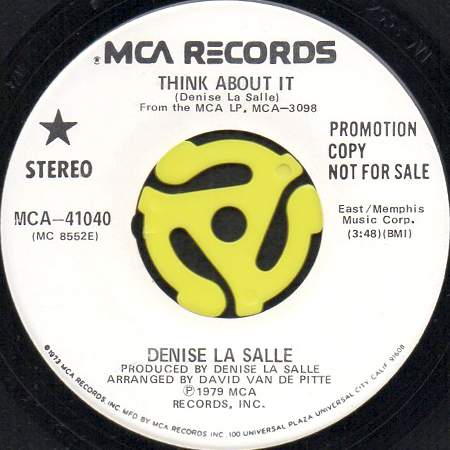 MCA RECORDS
THINK ABOUT IT
(Denise La Salle)
From the MCA LP, MCA—3098
★
STEREO
MCA—41040
(MC 8552E)
PROMOTION
COPY
NOT FOR SALE
East/Memphis
Music Corp.
(3:48)(BMI)
DENISE LA SALLE
PRODUCED BY DENISE LA SALLE
ARRANGED BY DAVID VAN DE PITTE
Ⓟ1979 MCA
RECORDS, INC.
©1973 MCA RECORDS, INC. MFD BY MCA RECORDS INC., 100 UNIVERSAL PLAZA, UNIVERSAL CITY, CALIF. 91608